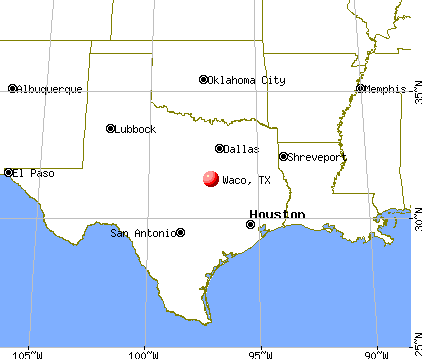 Oklahoma City
Albuquerque
Memphis
35°N
Lubbock
Dallas
Shreveport
El Paso
Waco, TX
Houston
30°N
San Antonio
25°N
105°W
100°W
95°W
90°W